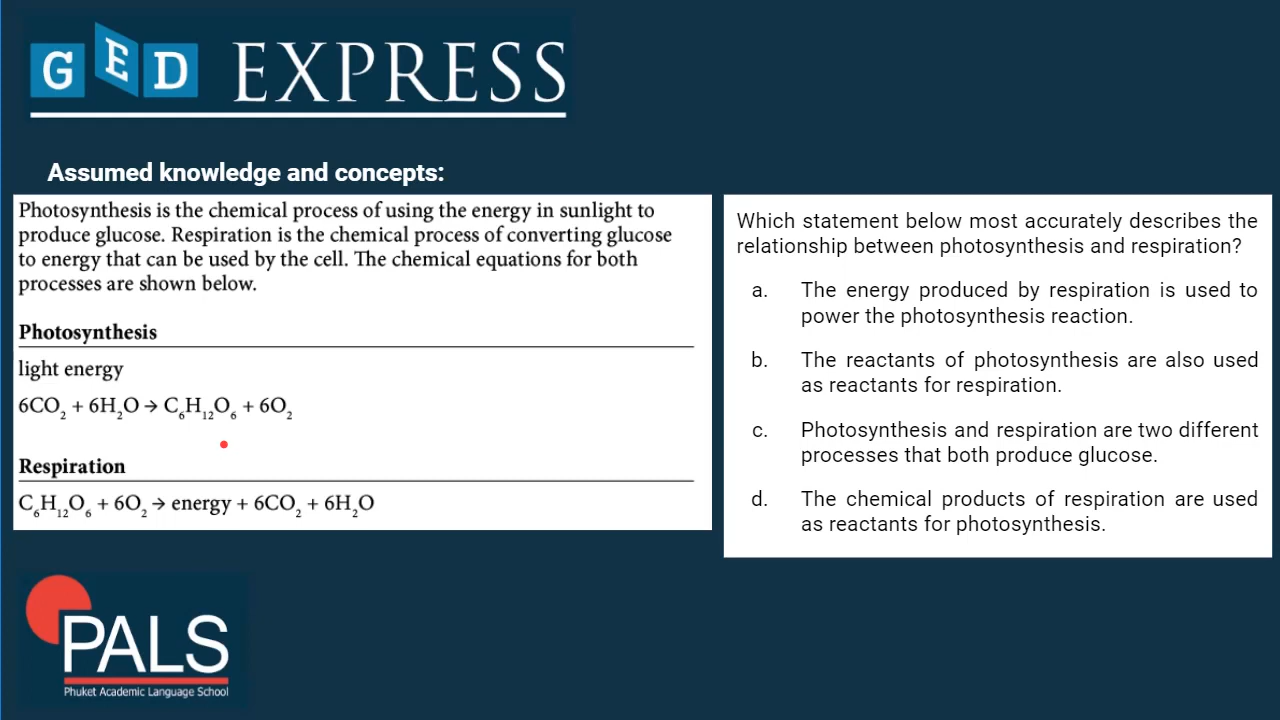 GED EXPRESS
Assumed knowledge and concepts:
Photosynthesis is the chemical process of using the energy in sunlight to
produce glucose. Respiration is the chemical process of converting glucose
to energy that can be used by the cell. The chemical equations for both
processes are shown below.
Photosynthesis
light energy
6CO₂ + 6H₂O → C₆H₁₂O₆ + 6O₂
Respiration
C₆H₁₂O₆ + 6O₂ → energy + 6CO₂ + 6H₂O
Which statement below most accurately describes the
relationship between photosynthesis and respiration?
a. The energy produced by respiration is used to
power the photosynthesis reaction.
b. The reactants of photosynthesis are also used
as reactants for respiration.
c. Photosynthesis and respiration are two different
processes that both produce glucose.
d. The chemical products of respiration are used
as reactants for photosynthesis.
PALS
Phuket Academic Language School